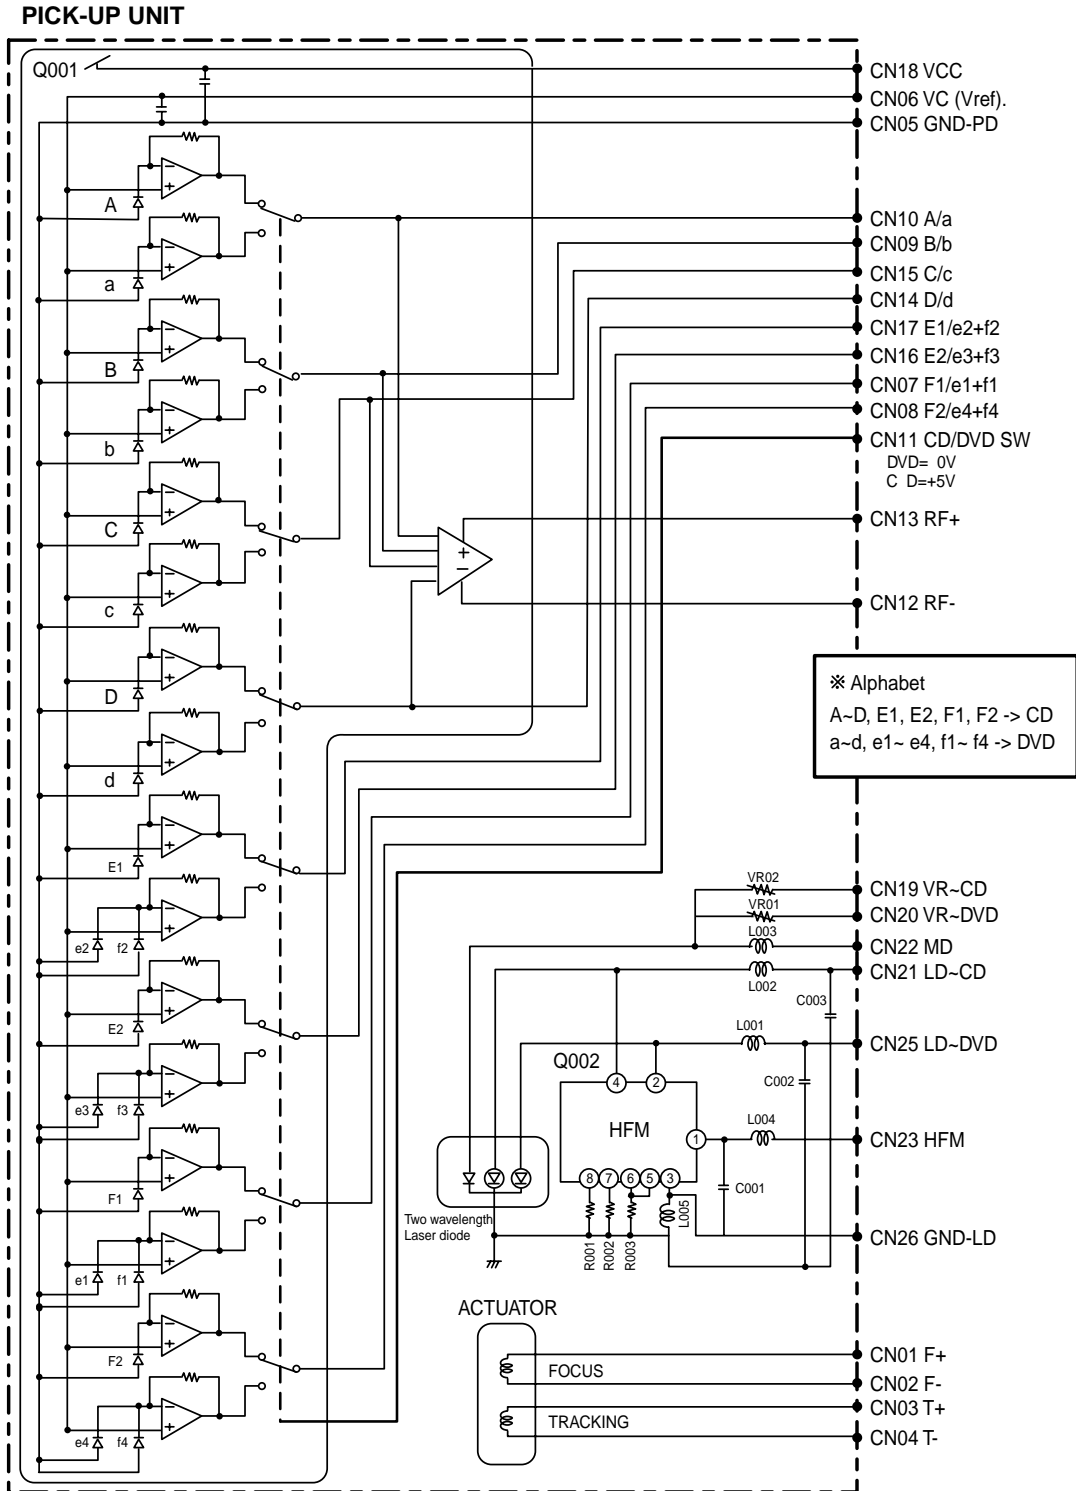 PICK-UP UNIT
Q001
CN18 VCC
CN06 VC (Vref).
CN05 GND-PD
A
CN10 A/a
CN09 B/b
CN15 C/c
a
CN14 D/d
CN17 E1/e2+f2
CN16 E2/e3+f3
B
CN07 F1/e1+f1
CN08 F2/e4+f4
CN11 CD/DVD SW
b
DVD= 0V
C D=+5V
CN13 RF+
C
CN12 RF-
c
※ Alphabet
A~D, E1, E2, F1, F2 -> CD
a~d, e1~ e4, f1~ f4 -> DVD
D
d
E1
VR02
CN19 VR~CD
VR01
CN20 VR~DVD
L003
CN22 MD
e2 f2
CN21 LD~CD
L002
C003
E2
L001
CN25 LD~DVD
Q002
4 2
C002
e3 f3
HFM
1
L004
CN23 HFM
8 7 6 5 3
C001
F1
L005
Two wavelength
Laser diode
R001 R002 R003
CN26 GND-LD
e1 f1
ACTUATOR
F2
FOCUS
CN01 F+
CN02 F-
CN03 T+
TRACKING
CN04 T-
e4 f4